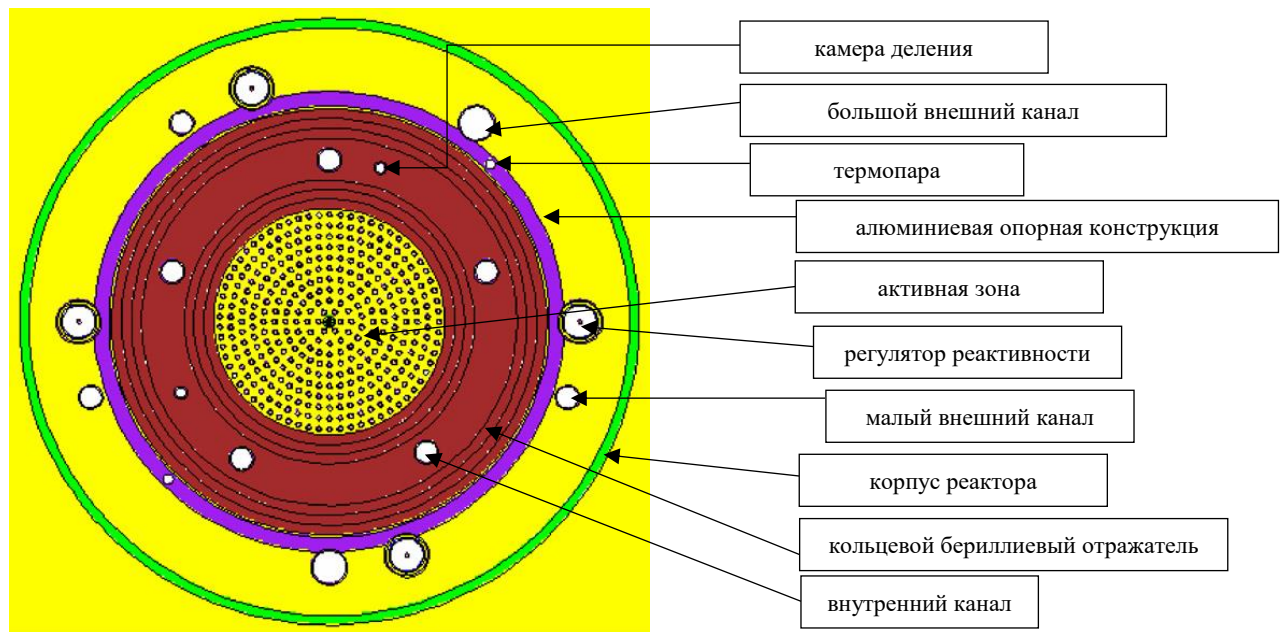 камера деления
большой внешний канал
термопара
алюминиевая опорная конструкция
активная зона
регулятор реактивности
малый внешний канал
корпус реактора
кольцевой бериллиевый отражатель
внутренний канал